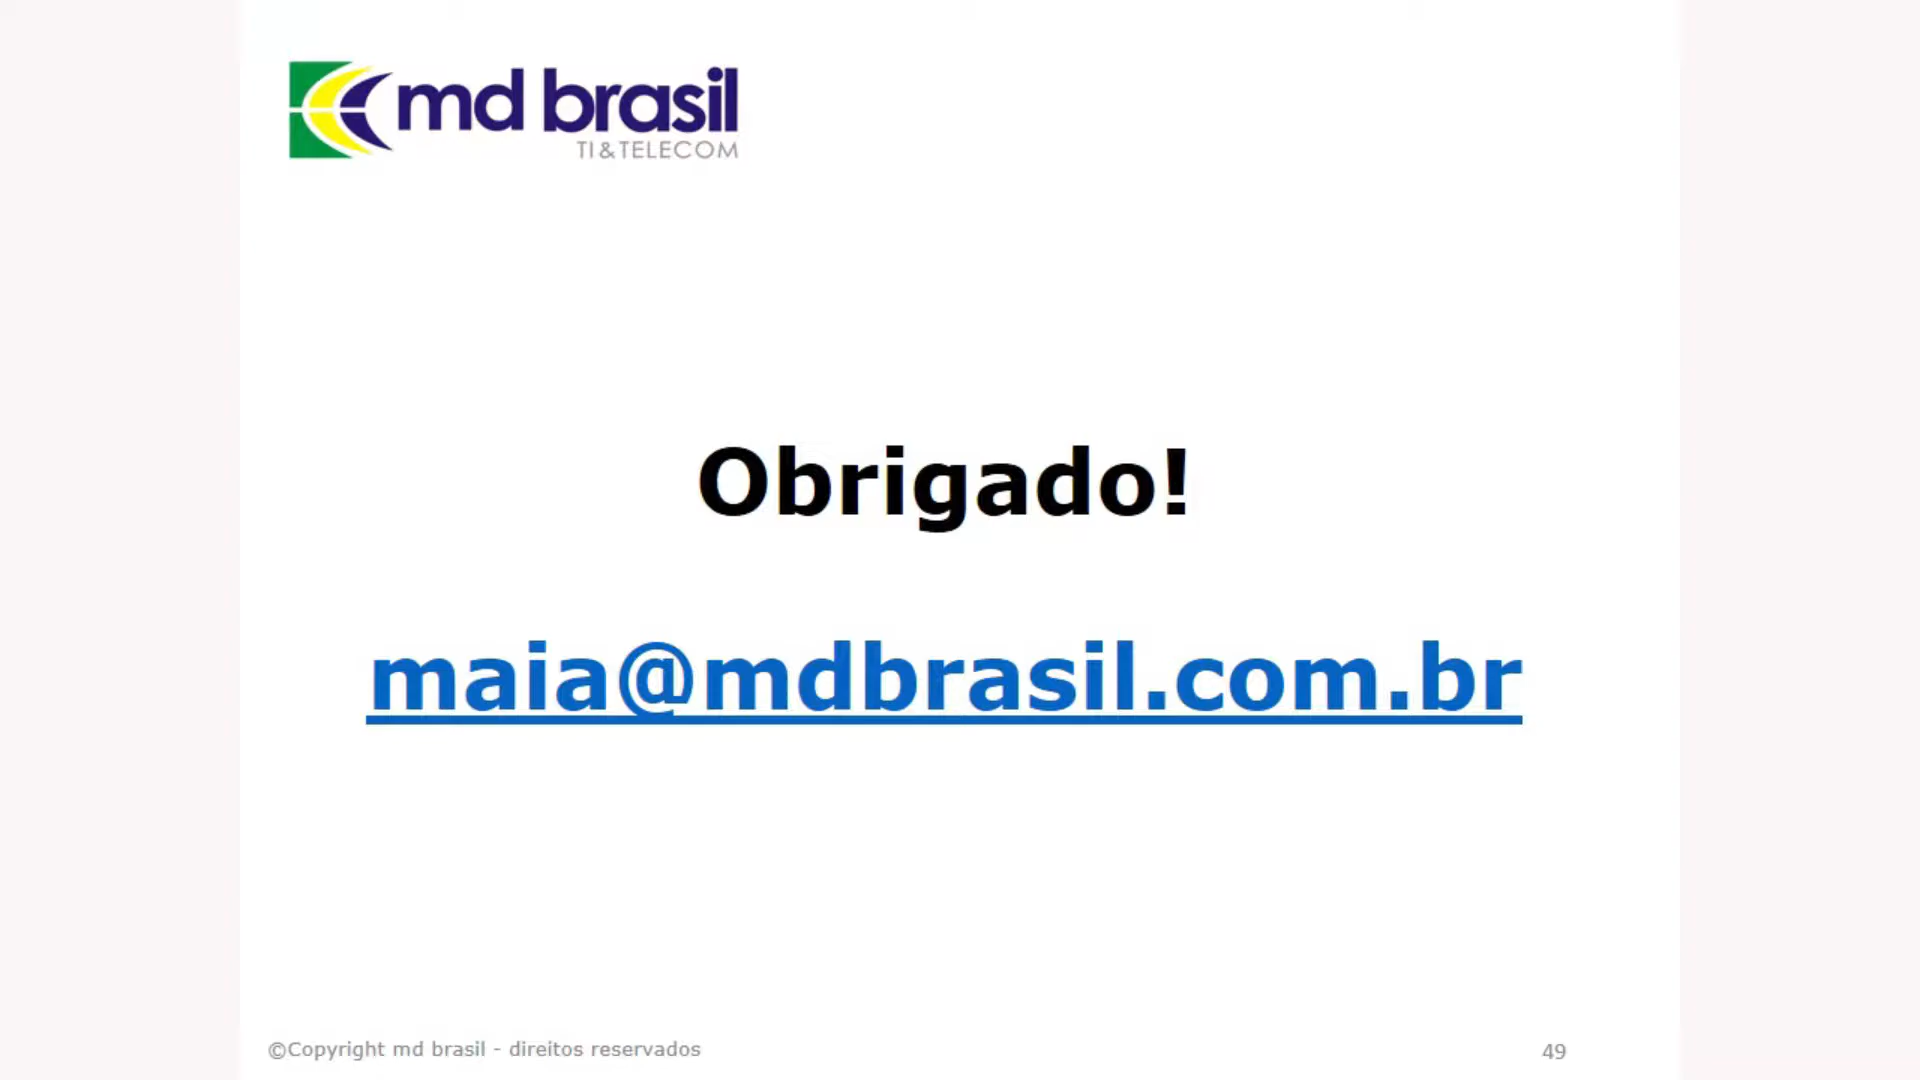 md brasil
TI & TELECOM
Obrigado!
maia@mdbrasil.com.br
©Copyright md brasil - direitos reservados
49